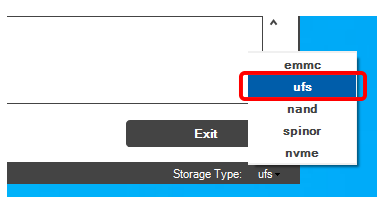 emmc
ufs
nand
spinor
nvme
Exit
Storage Type: ufs